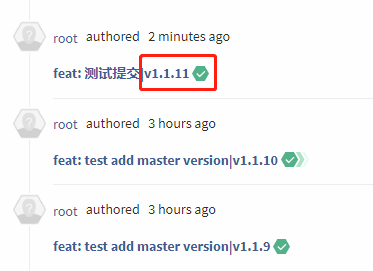 root authored 2 minutes ago
feat: 测试提交|v1.1.11
root authored 3 hours ago
feat: test add master version|v1.1.10
root authored 3 hours ago
feat: test add master version|v1.1.9